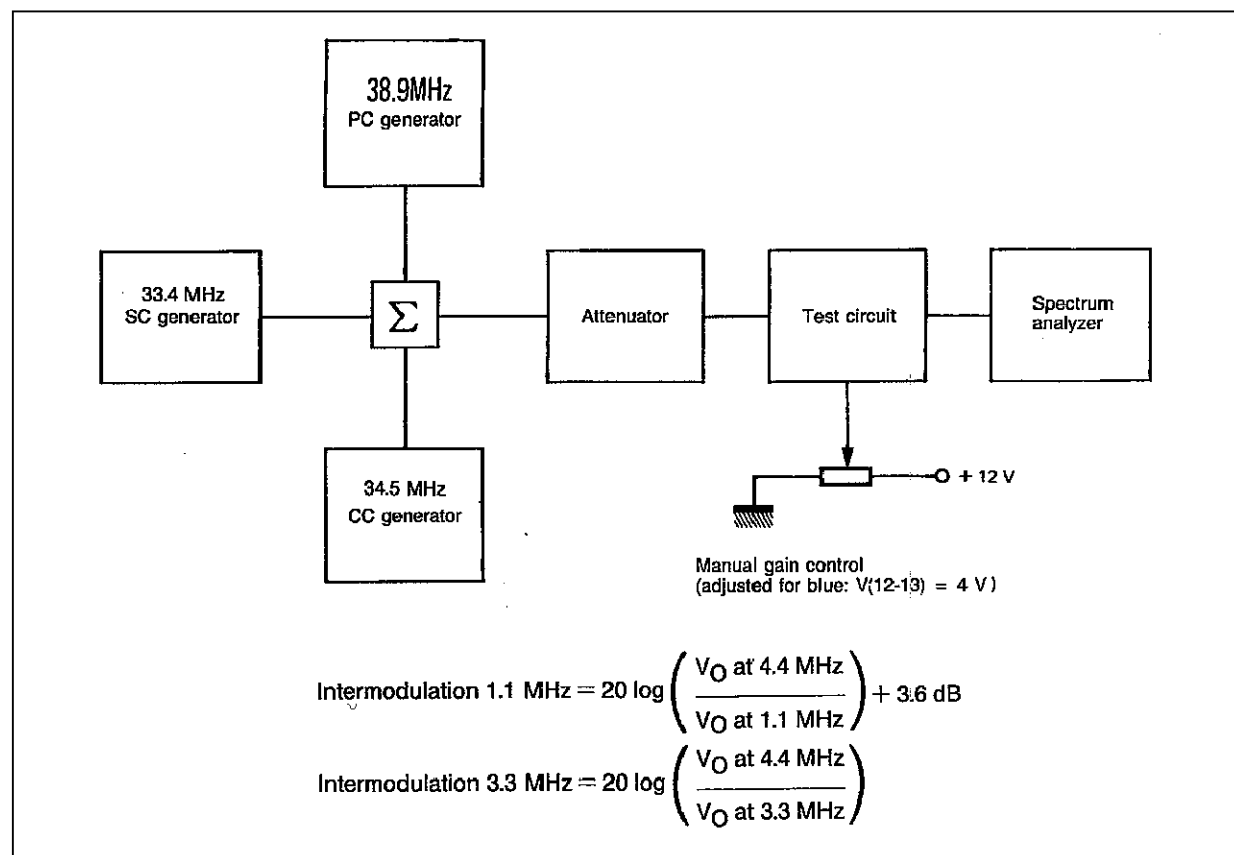 38.9MHz
PC generator
33.4 MHz
SC generator
Σ
Attenuator
Test circuit
Spectrum
analyzer
34.5 MHz
CC generator
+ 12 V
Manual gain control
(adjusted for blue: V(12-13) = 4 V)
Intermodulation 1.1 MHz = 20 log ( VO at 4.4 MHz / VO at 1.1 MHz ) + 3.6 dB
Intermodulation 3.3 MHz = 20 log ( VO at 4.4 MHz / VO at 3.3 MHz )